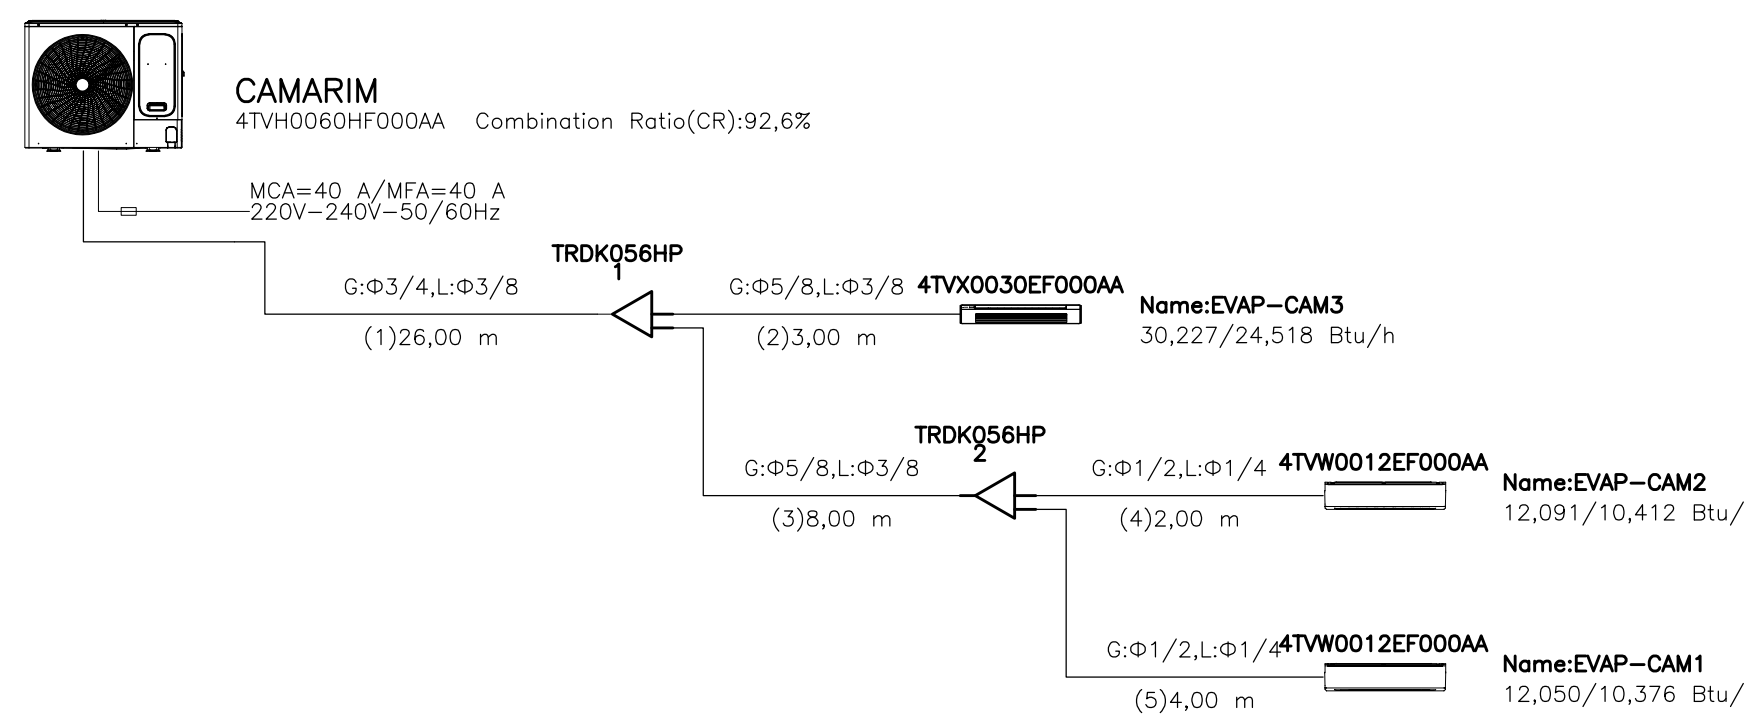 CAMARIM
4TVH0060HF000AA Combination Ratio(CR):92,6%
MCA=40 A/MFA=40 A
220V-240V-50/60Hz
TRDK056HP
1
G:Φ3/4,L:Φ3/8
(1)26,00 m
G:Φ5/8,L:Φ3/8
(2)3,00 m
4TVX0030EF000AA
Name:EVAP-CAM3
30,227/24,518 Btu/h
TRDK056HP
2
G:Φ5/8,L:Φ3/8
(3)8,00 m
G:Φ1/2,L:Φ1/4
(4)2,00 m
4TVW0012EF000AA
Name:EVAP-CAM2
12,091/10,412 Btu/
G:Φ1/2,L:Φ1/4
(5)4,00 m
4TVW0012EF000AA
Name:EVAP-CAM1
12,050/10,376 Btu/